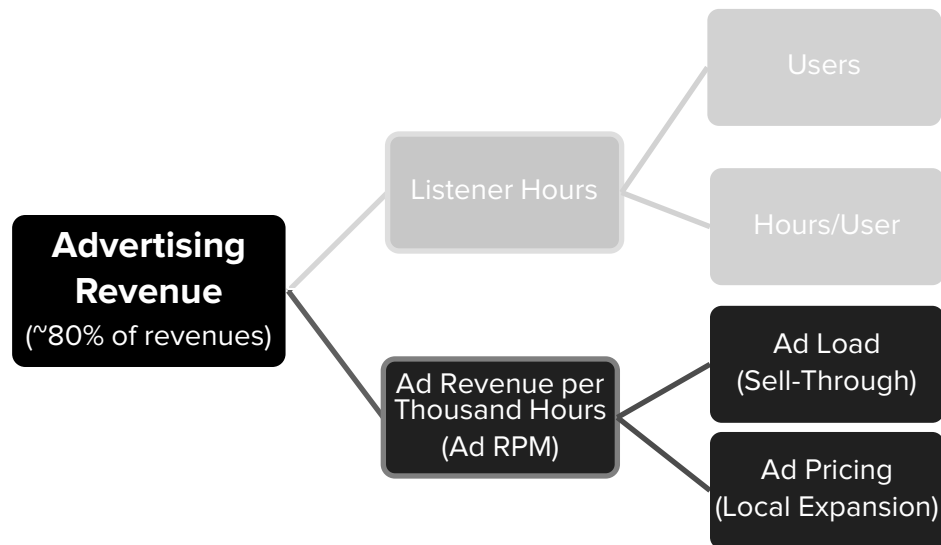 Users
Listener Hours
Hours/User
Advertising
Revenue
(~80% of revenues)
Ad Revenue per
Thousand Hours
(Ad RPM)
Ad Load
(Sell-Through)
Ad Pricing
(Local Expansion)